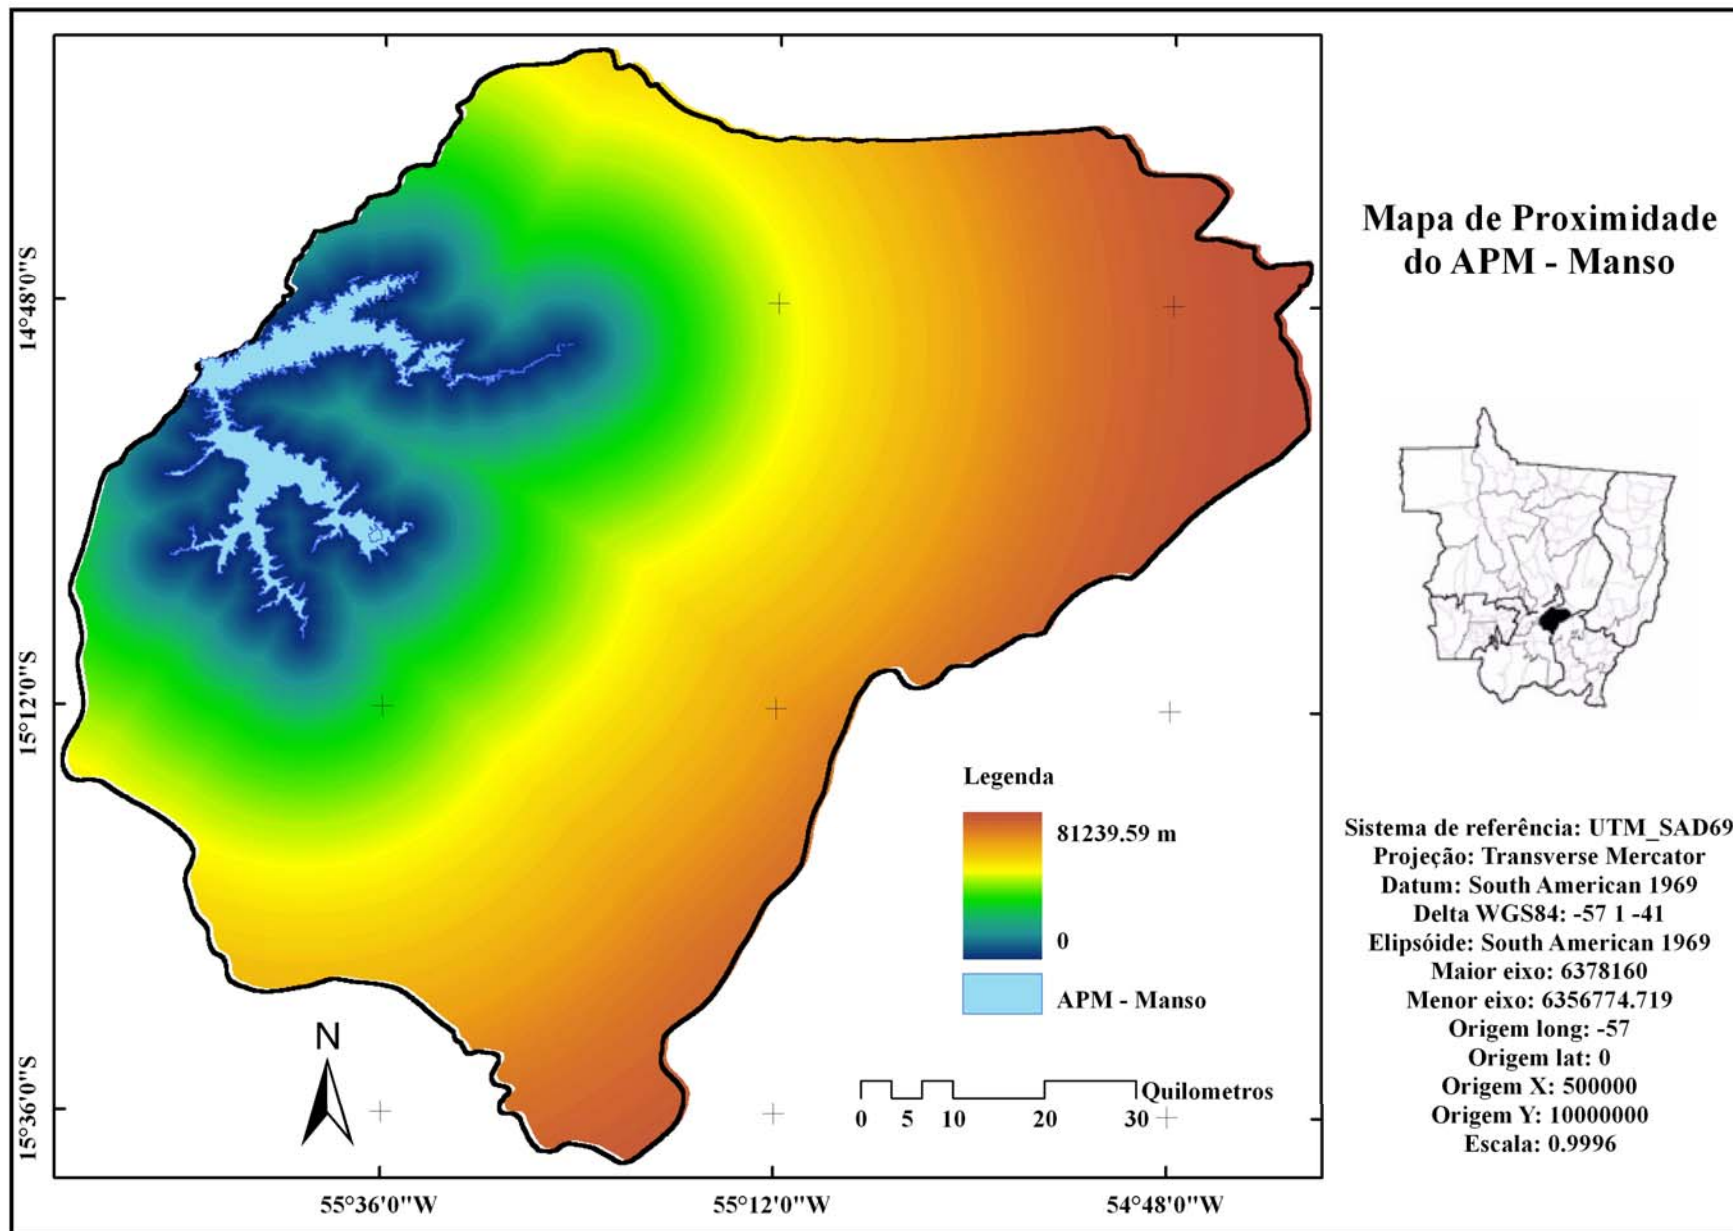 Mapa de Proximidade
do APM - Manso
14°48'0"S
15°12'0"S
15°36'0"S
Legenda
81239.59 m
0
APM - Manso
N
Quilometros
0 5 10 20 30
55°36'0"W 55°12'0"W 54°48'0"W
Sistema de referência: UTM_SAD69
Projeção: Transverse Mercator
Datum: South American 1969
Delta WGS84: -57 1 -41
Elipsóide: South American 1969
Maior eixo: 6378160
Menor eixo: 6356774.719
Origem long: -57
Origem lat: 0
Origem X: 500000
Origem Y: 10000000
Escala: 0.9996